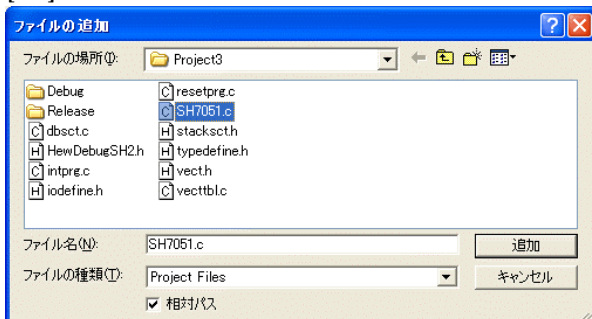 ファイルの追加
ファイルの場所(I):
Project3
Debug
Release
dbsct.c
HewDebugSH2.h
intprg.c
iodefine.h
resetprg.c
SH7051.c
stacksct.h
typedefine.h
vect.h
vecttbl.c
ファイル名(N):
SH7051.c
追加
ファイルの種類(T):
Project Files
キャンセル
相対パス